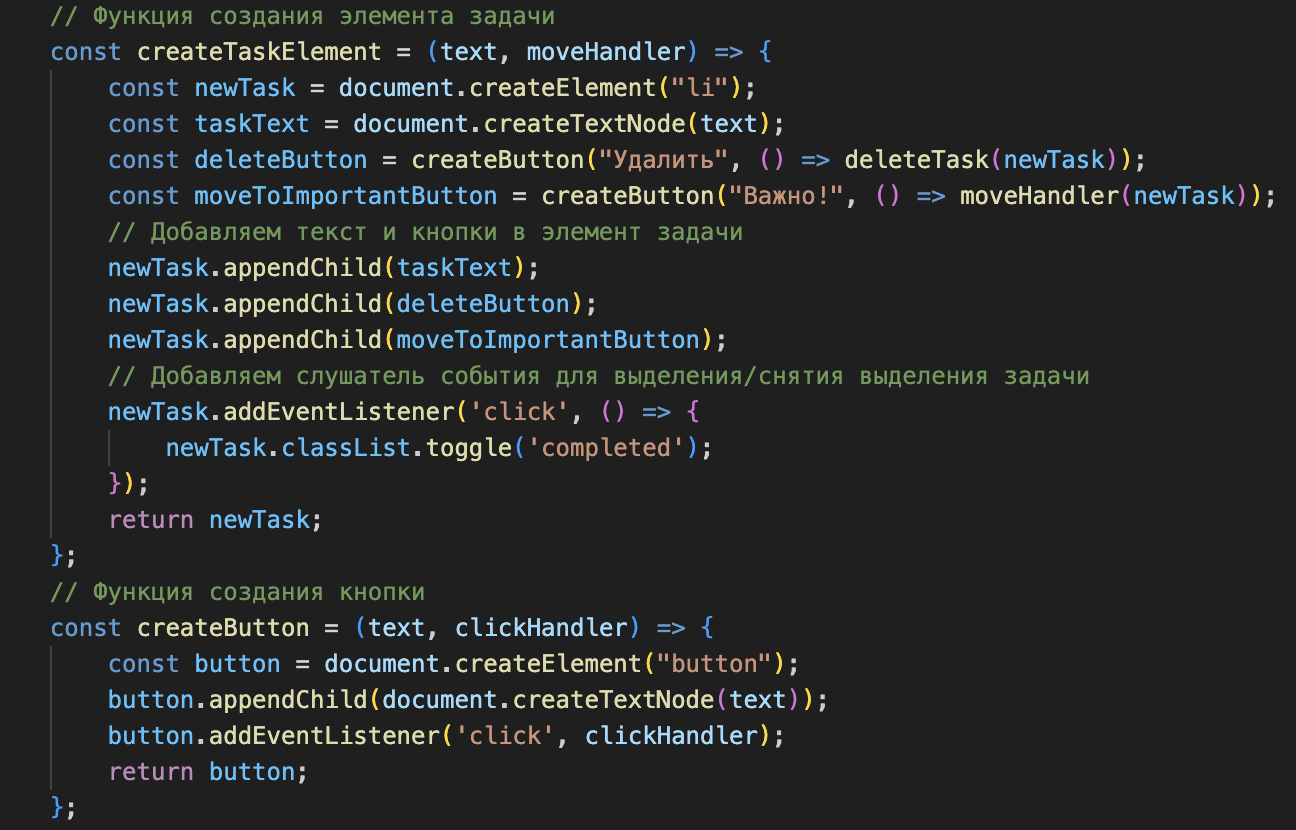 // Функция создания элемента задачи
const createTaskElement = (text, moveHandler) => {
    const newTask = document.createElement("li");
    const taskText = document.createTextNode(text);
    const deleteButton = createButton("Удалить", () => deleteTask(newTask));
    const moveToImportantButton = createButton("Важно!", () => moveHandler(newTask));
    // Добавляем текст и кнопки в элемент задачи
    newTask.appendChild(taskText);
    newTask.appendChild(deleteButton);
    newTask.appendChild(moveToImportantButton);
    // Добавляем слушатель события для выделения/снятия выделения задачи
    newTask.addEventListener('click', () => {
        newTask.classList.toggle('completed');
    });
    return newTask;
};
// Функция создания кнопки
const createButton = (text, clickHandler) => {
    const button = document.createElement("button");
    button.appendChild(document.createTextNode(text));
    button.addEventListener('click', clickHandler);
    return button;
};